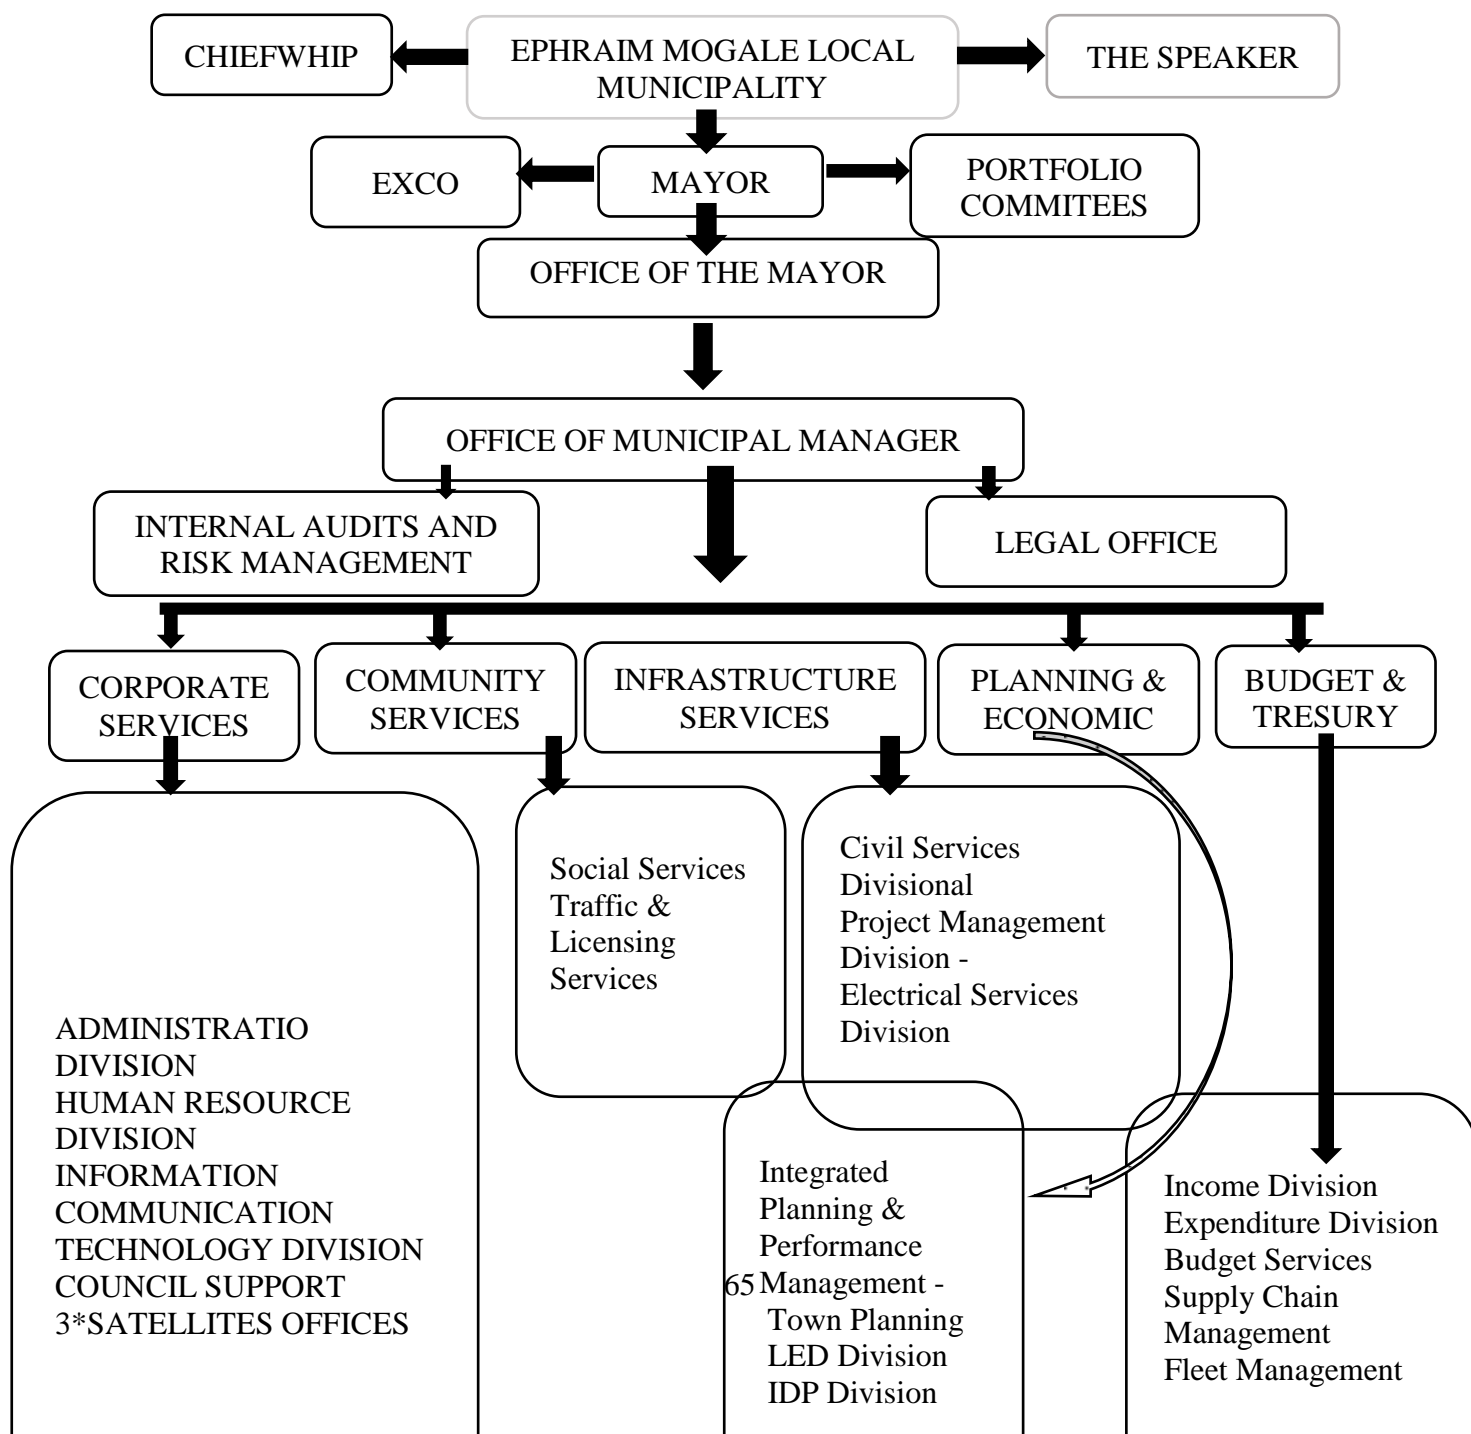 CHIEFWHIP
EPHRAIM MOGALE LOCAL
MUNICIPALITY
THE SPEAKER
EXCO
MAYOR
PORTFOLIO
COMMITEES
OFFICE OF THE MAYOR
OFFICE OF MUNICIPAL MANAGER
INTERNAL AUDITS AND
RISK MANAGEMENT
LEGAL OFFICE
CORPORATE
SERVICES
COMMUNITY
SERVICES
INFRASTRUCTURE
SERVICES
PLANNING &
ECONOMIC
BUDGET &
TRESURY
ADMINISTRATIO
DIVISION
HUMAN RESOURCE
DIVISION
INFORMATION
COMMUNICATION
TECHNOLOGY DIVISION
COUNCIL SUPPORT
3*SATELLITES OFFICES
Social Services
Traffic &
Licensing
Services
Civil Services
Divisional
Project Management
Division -
Electrical Services
Division
Integrated
Planning &
Performance
Management -
Town Planning
LED Division
IDP Division
65
Income Division
Expenditure Division
Budget Services
Supply Chain
Management
Fleet Management